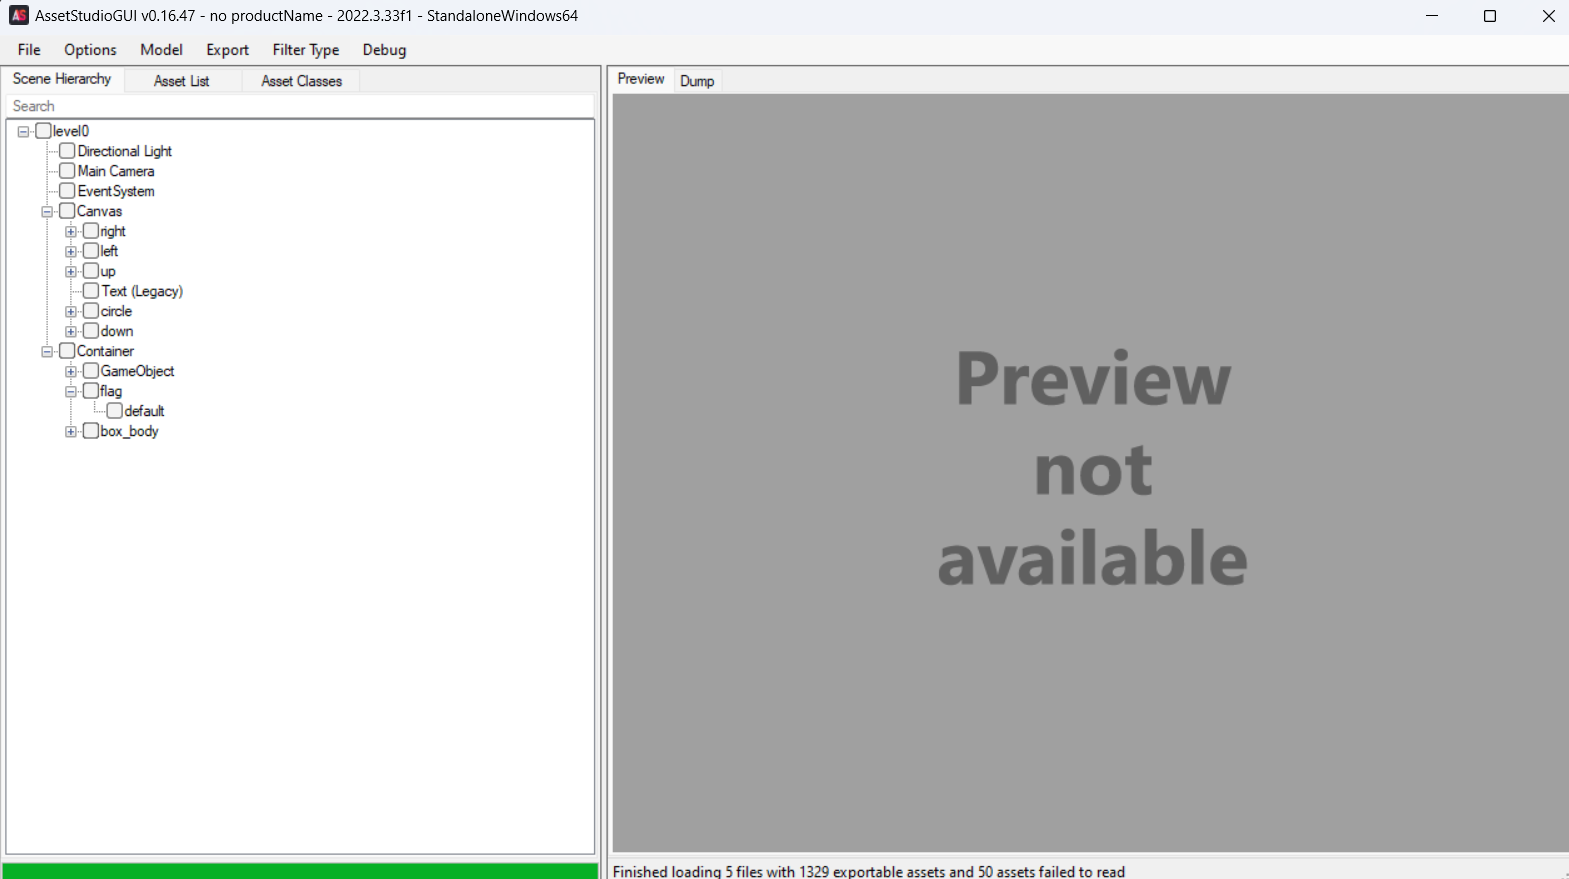 AS AssetStudioGUI v0.16.47 - no productName - 2022.3.33f1 - StandaloneWindows64
File Options Model Export Filter Type Debug
Scene Hierarchy Asset List Asset Classes
Search
level0
Directional Light
Main Camera
EventSystem
Canvas
right
left
up
Text (Legacy)
circle
down
Container
GameObject
flag
default
box_body
Preview Dump
Preview
not
available
Finished loading 5 files with 1329 exportable assets and 50 assets failed to read